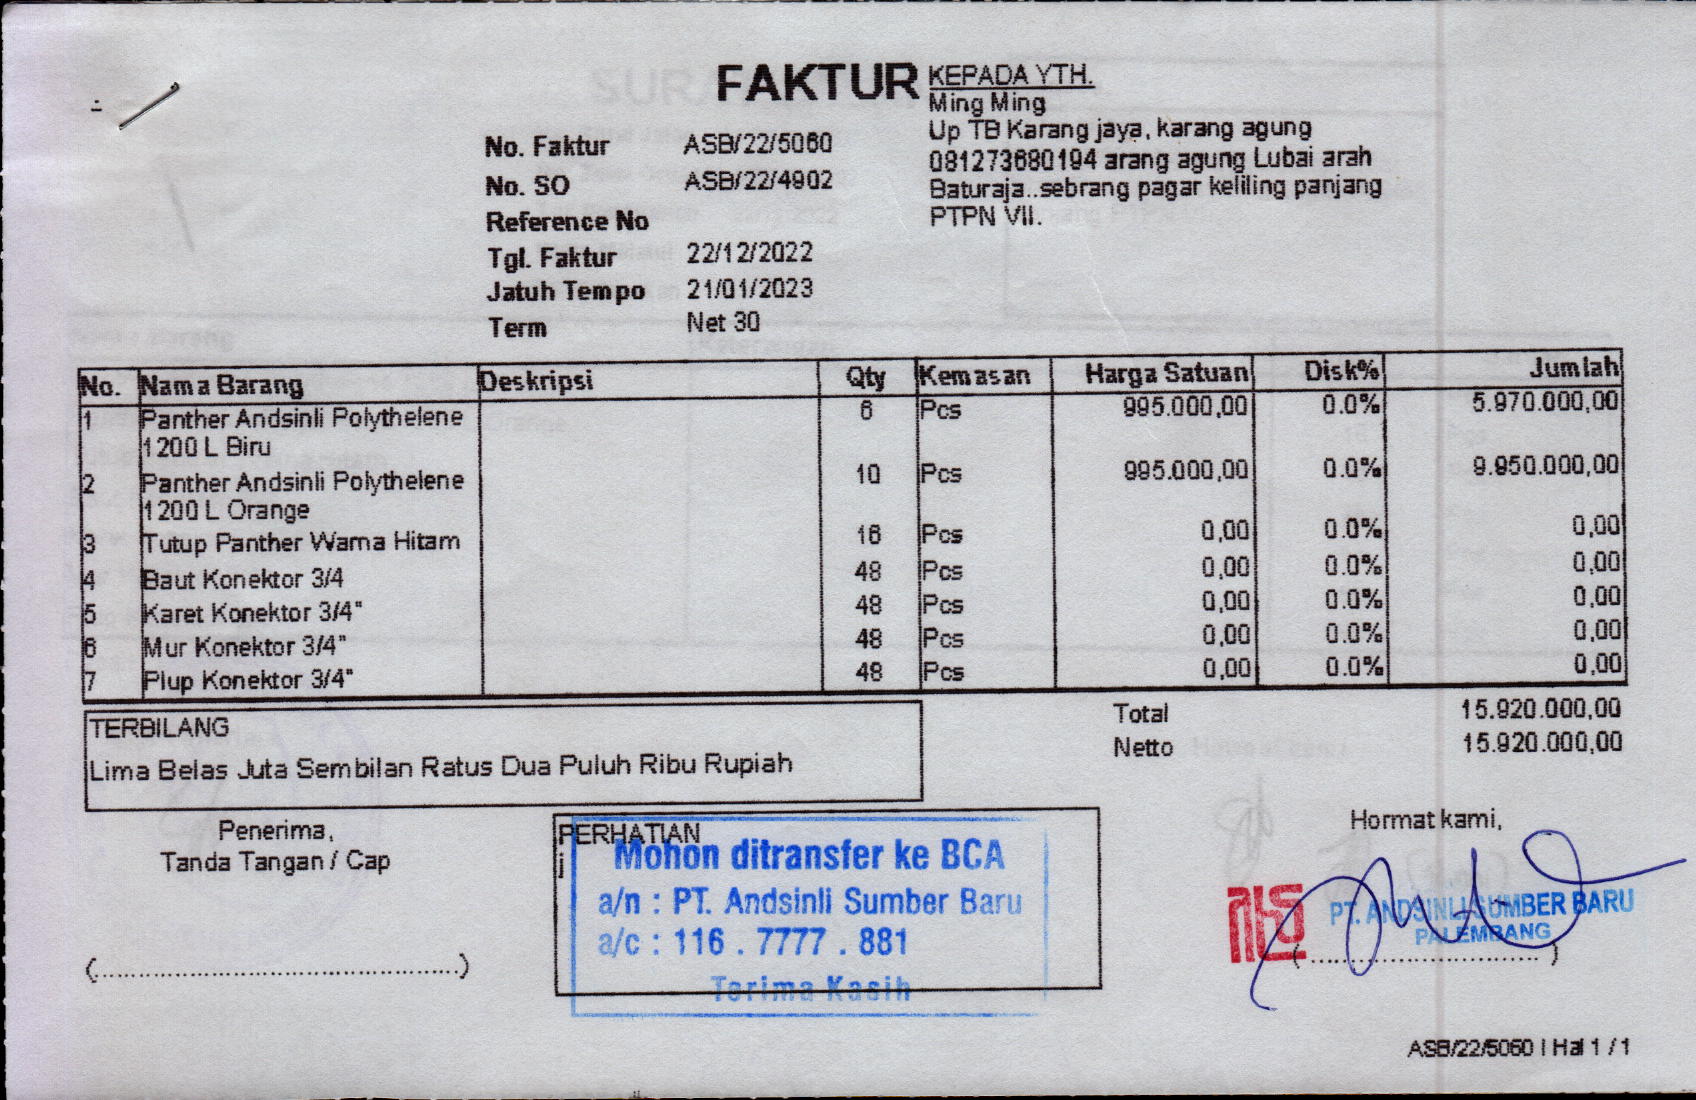 FAKTUR
KEPADA YTH.
Ming Ming
Up TB Karang jaya, karang agung
081273680194 arang agung Lubai arah
Baturaja..sebrang pagar keliling panjang
PTPN VII.
No. Faktur ASB/22/5060
No. SO ASB/22/4902
Reference No
Tgl. Faktur 22/12/2022
Jatuh Tempo 21/01/2023
Term Net 30
No. Nama Barang Deskripsi Qty Kemasan Harga Satuan Disk% Jumlah
1 Panther Andsinli Polythelene 6 Pcs 995.000,00 0.0% 5.970.000,00
1200 L Biru
2 Panther Andsinli Polythelene 10 Pcs 995.000,00 0.0% 9.950.000,00
1200 L Orange
3 Tutup Panther Warna Hitam 16 Pcs 0,00 0.0% 0,00
4 Baut Konektor 3/4 48 Pcs 0,00 0.0% 0,00
5 Karet Konektor 3/4" 48 Pcs 0,00 0.0% 0,00
6 Mur Konektor 3/4" 48 Pcs 0,00 0.0% 0,00
7 Plup Konektor 3/4" 48 Pcs 0,00 0.0% 0,00
Total 15.920.000,00
Netto 15.920.000,00
TERBILANG
Lima Belas Juta Sembilan Ratus Dua Puluh Ribu Rupiah
Penerima,
Tanda Tangan / Cap
(......................................................)
PERHATIAN
j
Mohon ditransfer ke BCA
a/n : PT. Andsinli Sumber Baru
a/c : 116 . 7777 . 881
Terima Kasih
Hormat kami,
PT. ANDSINLI SUMBER BARU
PALEMBANG
(..................................)
ASB/22/5060 | Hal 1 / 1